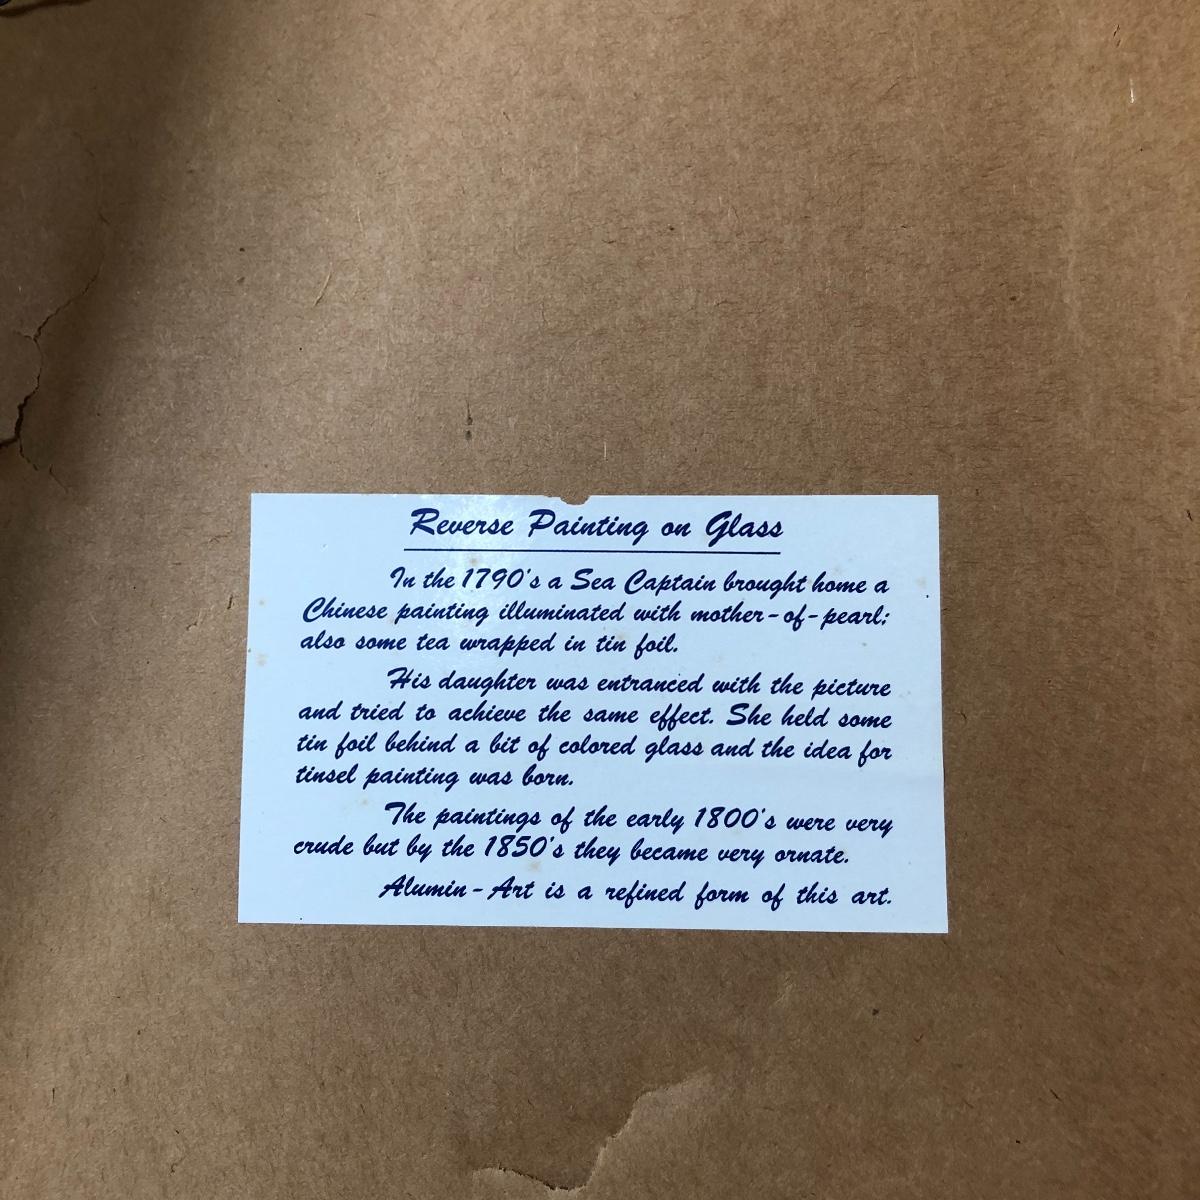 Reverse Painting on Glass
In the 1790's a Sea Captain brought home a
Chinese painting illuminated with mother-of-pearl;
also some tea wrapped in tin foil.
His daughter was entranced with the picture
and tried to achieve the same effect. She held some
tin foil behind a bit of colored glass and the idea for
tinsel painting was born.
The paintings of the early 1800's were very
crude but by the 1850's they became very ornate.
Alumin-Art is a refined form of this art.